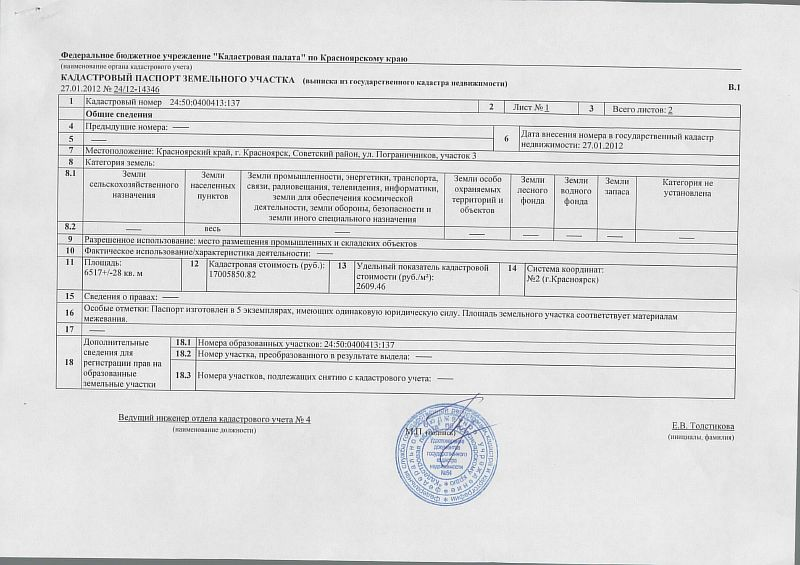 Федеральное бюджетное учреждение "Кадастровая палата" по Красноярскому краю
(наименование органа кадастрового учета)
КАДАСТРОВЫЙ ПАСПОРТ ЗЕМЕЛЬНОГО УЧАСТКА (выписка из государственного кадастра недвижимости)
В.1
27.01.2012 № 24/12-14346
1 Кадастровый номер 24:50:0400413:137 2 Лист № 1 3 Всего листов: 2
Общие сведения
4 Предыдущие номера: —
5 —
6 Дата внесения номера в государственный кадастр
недвижимости: 27.01.2012
7 Местоположение: Красноярский край, г. Красноярск, Советский район, ул. Пограничников, участок 3
8 Категория земель:
8.1
Земли
сельскохозяйственного
назначения
Земли
населенных
пунктов
Земли промышленности, энергетики, транспорта,
связи, радиовещания, телевидения, информатики,
земли для обеспечения космической
деятельности, земли обороны, безопасности и
земли иного специального назначения
Земли особо
охраняемых
территорий и
объектов
Земли
лесного
фонда
Земли
водного
фонда
Земли
запаса
Категория не
установлена
8.2 — весь — — — — — —
9 Разрешенное использование: место размещения промышленных и складских объектов
10 Фактическое использование/характеристика деятельности: —
11 Площадь:
6517+/-28 кв. м
12 Кадастровая стоимость (руб.):
17005850.82
13 Удельный показатель кадастровой
стоимости (руб./м²):
2609.46
14 Система координат:
№2 (г.Красноярск)
15 Сведения о правах: —
16 Особые отметки: Паспорт изготовлен в 5 экземплярах, имеющих одинаковую юридическую силу. Площадь земельного участка соответствует материалам
межевания.
17 —
18
Дополнительные
сведения для
регистрации прав на
образованные
земельные участки
18.1 Номера образованных участков: 24:50:0400413:137
18.2 Номер участка, преобразованного в результате выдела: —
18.3 Номера участков, подлежащих снятию с кадастрового учета: —
Ведущий инженер отдела кадастрового учета № 4
(наименование должности)
М.П. (подпись)
Е.В. Толстикова
(инициалы, фамилия)
документов
государственного
кадастра
недвижимости
№94